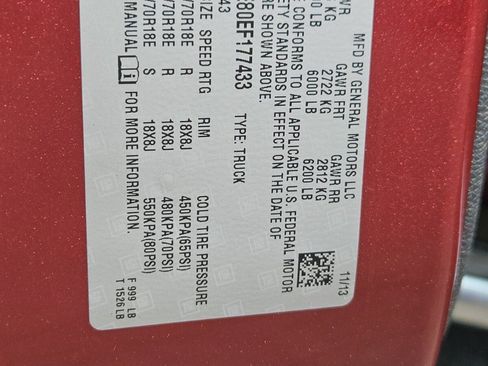 MFD BY GENERAL MOTORS LLC
11/13
GAWR FRT
GAWR RR
2722 KG
2812 KG
6000 LB
6200 LB
CONFORMS TO ALL APPLICABLE U.S. FEDERAL MOTOR
ETY STANDARDS IN EFFECT ON THE DATE OF
RE SHOWN ABOVE.
80EF177433
TYPE: TRUCK
SIZE SPEED RTG RIM COLD TIRE PRESSURE
/70R18E R 18X8J 450KPA(65PSI)
/70R18E R 18X8J 480KPA(70PSI)
/70R18E S 18X8J 550KPA(80PSI)
MANUAL FOR MORE INFORMATION.
F 999 LB
T 1526 LB